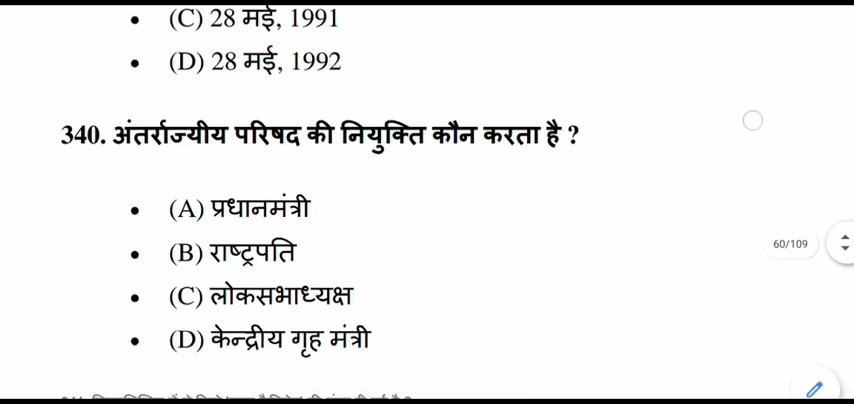 (C) 28 मई, 1991
(D) 28 मई, 1992
340. अंतर्राज्यीय परिषद की नियुक्ति कौन करता है ?
(A) प्रधानमंत्री
(B) राष्ट्रपति
(C) लोकसभाध्यक्ष
(D) केन्द्रीय गृह मंत्री
60/109